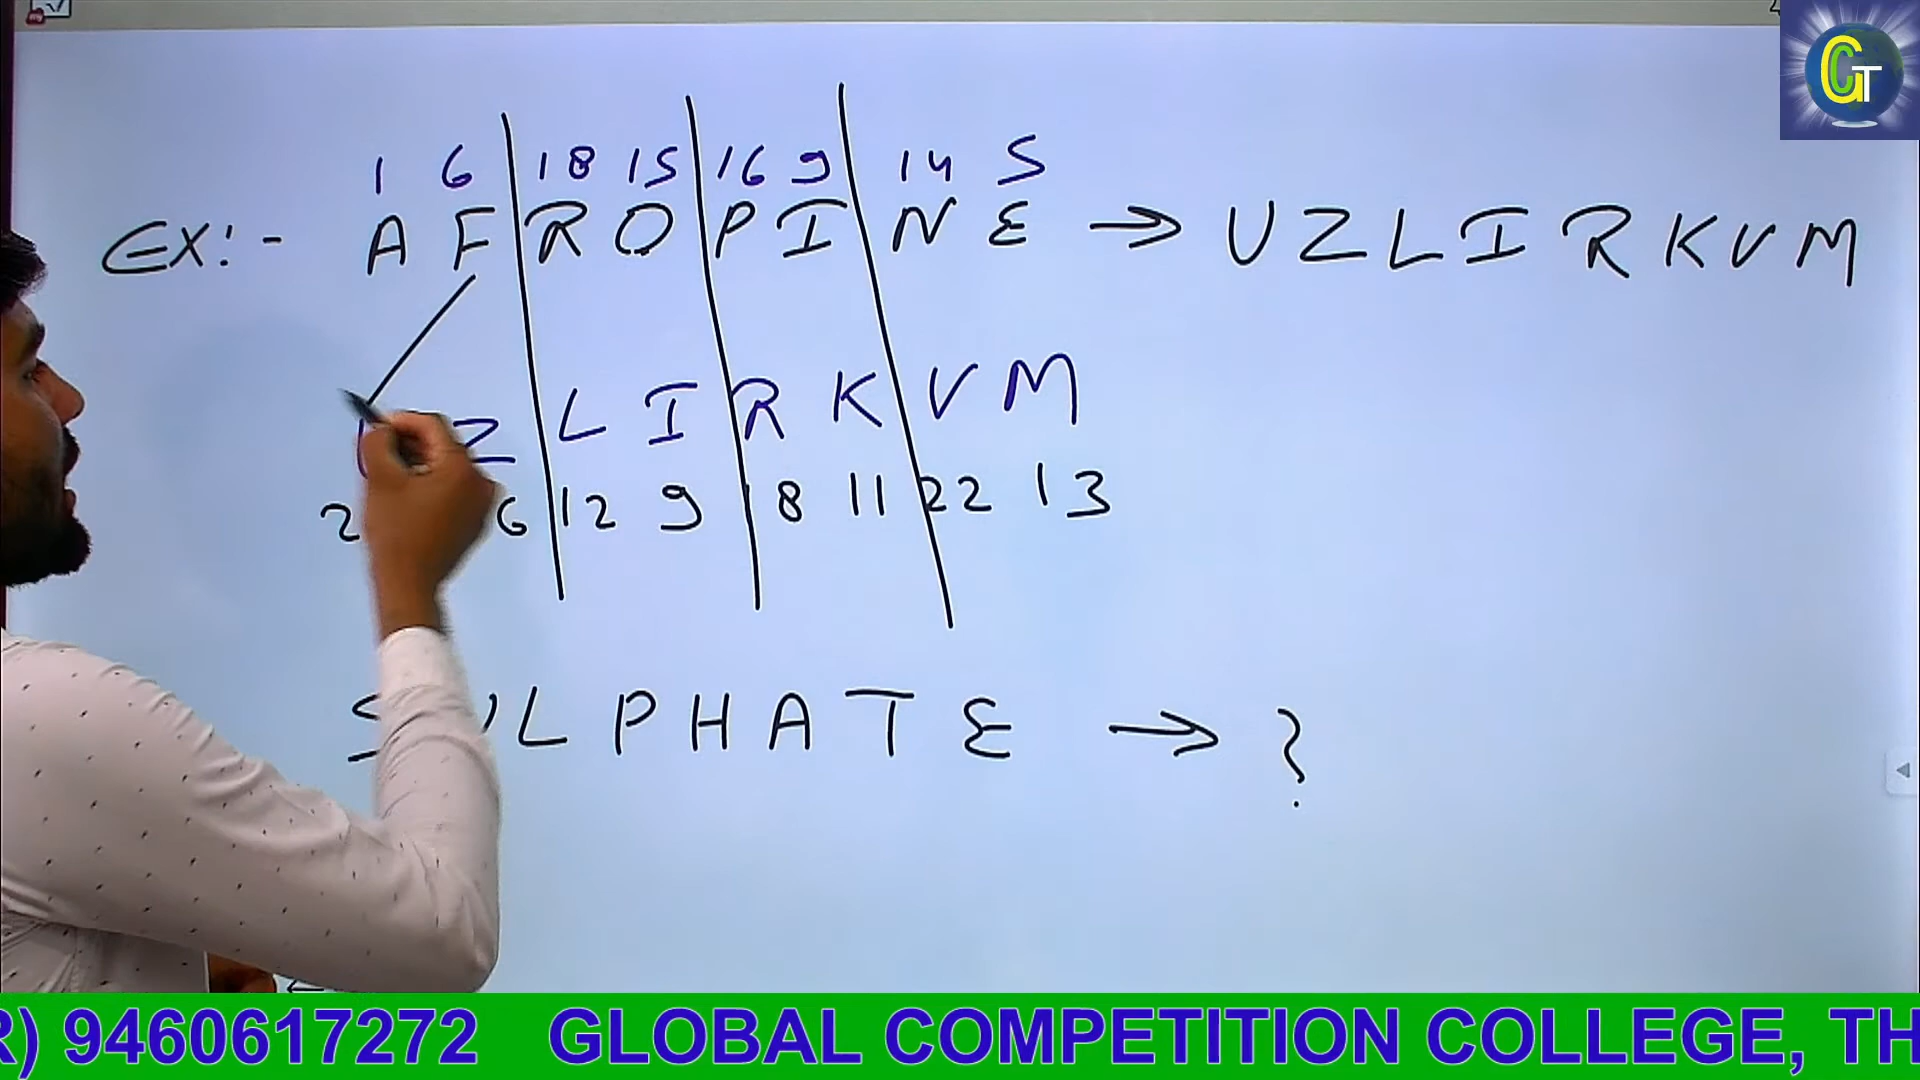 1 6 18 15 16 9 14 5
EX:- A F R O P I N E → U Z L I R K V M
Z L I R K V M
2 6 12 9 18 11 22 13
S L P H A T E → ?
GT
R) 9460617272 GLOBAL COMPETITION COLLEGE, TH